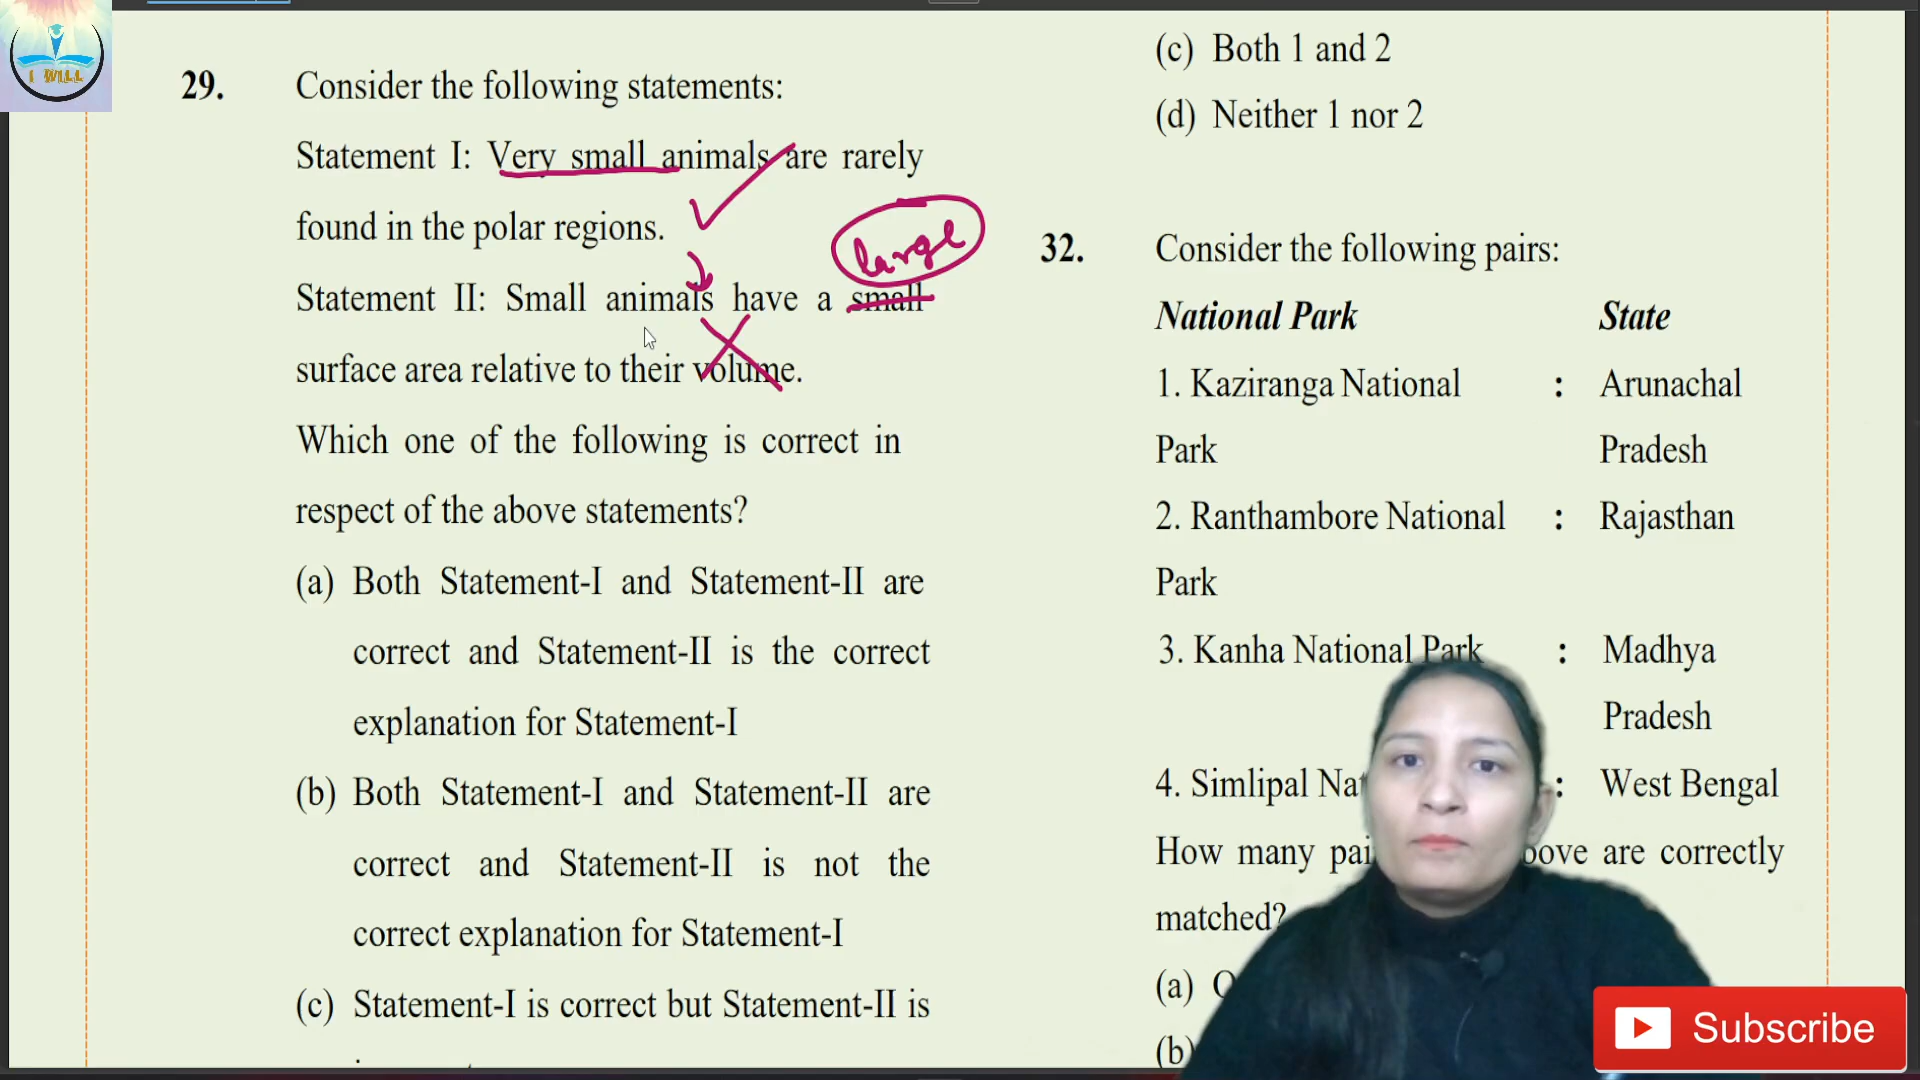 I WILL
29. Consider the following statements:
Statement I: Very small animals are rarely
found in the polar regions.
large
Statement II: Small animals have a small
surface area relative to their volume.
Which one of the following is correct in
respect of the above statements?
(a) Both Statement-I and Statement-II are
correct and Statement-II is the correct
explanation for Statement-I
(b) Both Statement-I and Statement-II are
correct and Statement-II is not the
correct explanation for Statement-I
(c) Statement-I is correct but Statement-II is
(c) Both 1 and 2
(d) Neither 1 nor 2
32. Consider the following pairs:
National Park State
1. Kaziranga National : Arunachal
Park Pradesh
2. Ranthambore National : Rajasthan
Park
3. Kanha National Park : Madhya
Pradesh
4. Simlipal : West Bengal
How many are correctly
matched?
(a)
(b)
Subscribe